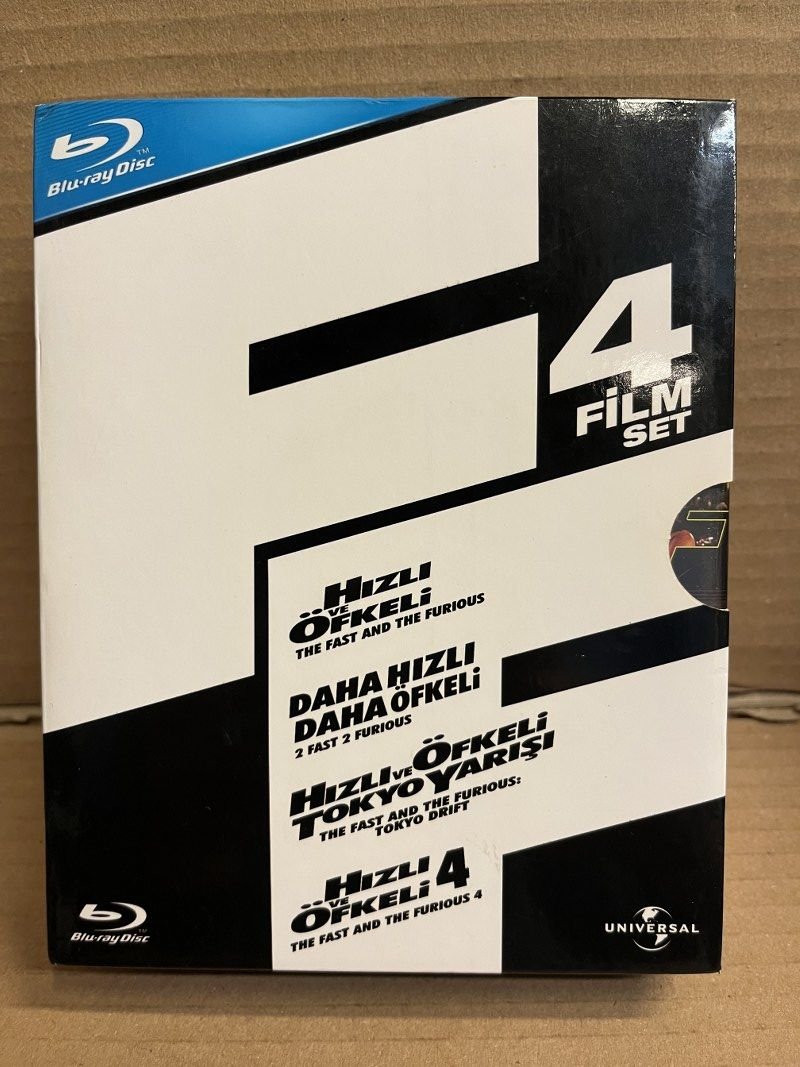 Blu-ray Disc™
4
FİLM
SET
HIZLI
VE
ÖFKELİ
THE FAST AND THE FURIOUS
DAHA HIZLI
DAHA ÖFKELİ
2 FAST 2 FURIOUS
HIZLI VE ÖFKELİ
TOKYO YARIŞI
THE FAST AND THE FURIOUS:
TOKYO DRIFT
HIZLI
VE
ÖFKELİ 4
THE FAST AND THE FURIOUS 4
Blu-ray Disc
UNIVERSAL